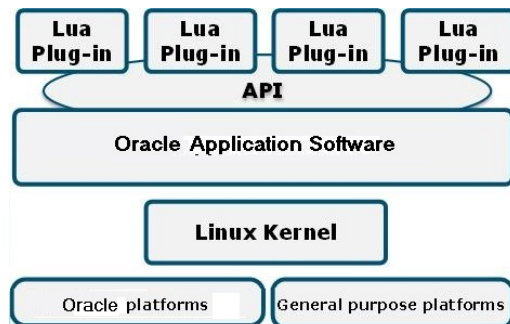 Lua Plug-in
Lua Plug-in
Lua Plug-in
Lua Plug-in
API
Oracle Application Software
Linux Kernel
Oracle platforms
General purpose platforms